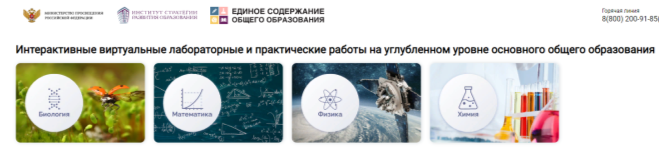 МИНИСТЕРСТВО ПРОСВЕЩЕНИЯ
РОССИЙСКОЙ ФЕДЕРАЦИИ
ИНСТИТУТ СТРАТЕГИИ
РАЗВИТИЯ ОБРАЗОВАНИЯ
ЕДИНОЕ СОДЕРЖАНИЕ
ОБЩЕГО ОБРАЗОВАНИЯ
Горячая линия
8(800) 200-91-85
Интерактивные виртуальные лабораторные и практические работы на углубленном уровне основного общего образования
Биология
Математика
Физика
Химия